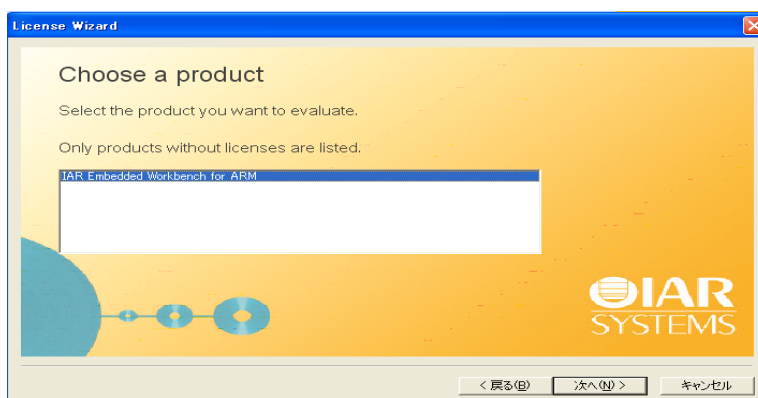 License Wizard
Choose a product
Select the product you want to evaluate.
Only products without licenses are listed.
IAR Embedded Workbench for ARM
IAR
SYSTEMS
< 戻る(B) 次へ(N) > キャンセル